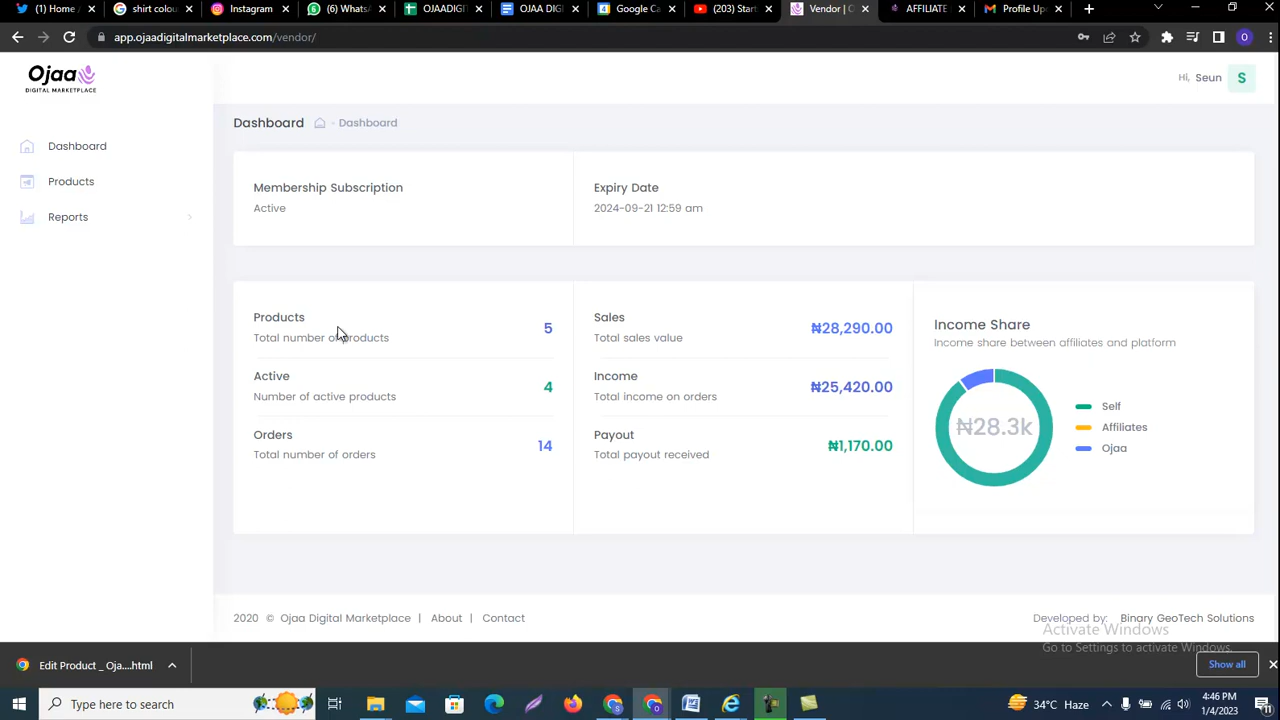 (1) Home /
shirt colou
Instagram
(6) Whats
OJAADIGIT
OJAA DIG
Google Ca
(203) Star
Vendor | C
AFFILIATE
Profile Up
app.ojaadigitalmarketplace.com/vendor/
O
Ojaa
DIGITAL MARKETPLACE
Hi, Seun S
Dashboard
Products
Reports
Dashboard - Dashboard
Membership Subscription
Active
Expiry Date
2024-09-21 12:59 am
Products
Total number of products
5
Active
Number of active products
4
Orders
Total number of orders
14
Sales
Total sales value
₦28,290.00
Income
Total income on orders
₦25,420.00
Payout
Total payout received
₦1,170.00
Income Share
Income share between affiliates and platform
₦28.3k
Self
Affiliates
Ojaa
2020 © Ojaa Digital Marketplace | About | Contact
Developed by: Binary GeoTech Solutions
Activate Windows
Go to Settings to activate Windows.
Edit Product _ Oja....html
Show all
Type here to search
34°C Haze
4:46 PM
1/4/2023